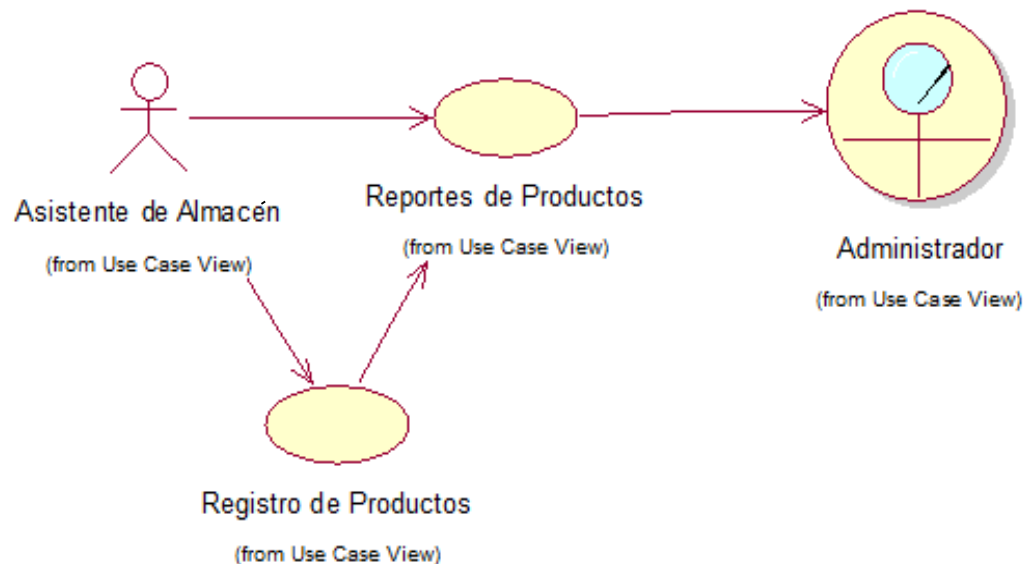 Asistente de Almacén
(from Use Case View)
Reportes de Productos
(from Use Case View)
Administrador
(from Use Case View)
Registro de Productos
(from Use Case View)